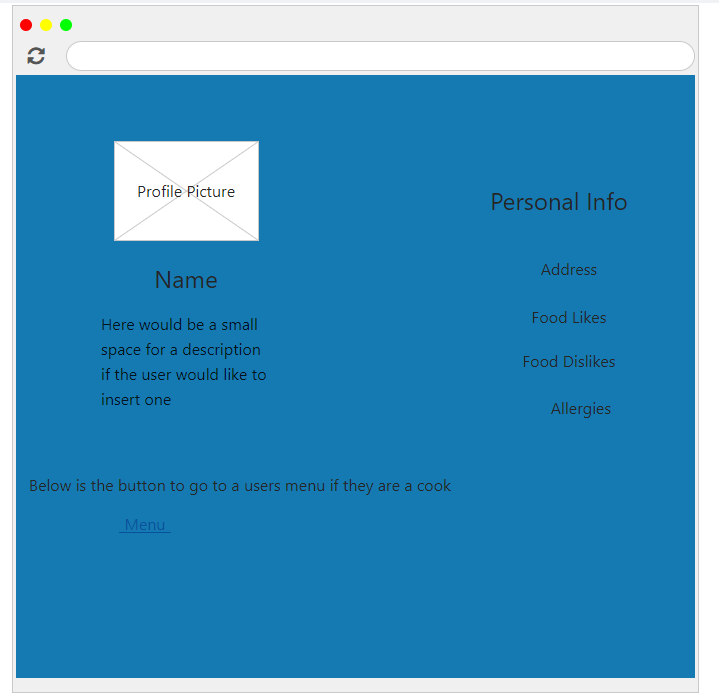 Profile Picture
Name
Here would be a small
space for a description
if the user would like to
insert one
Personal Info
Address
Food Likes
Food Dislikes
Allergies
Below is the button to go to a users menu if they are a cook
Menu